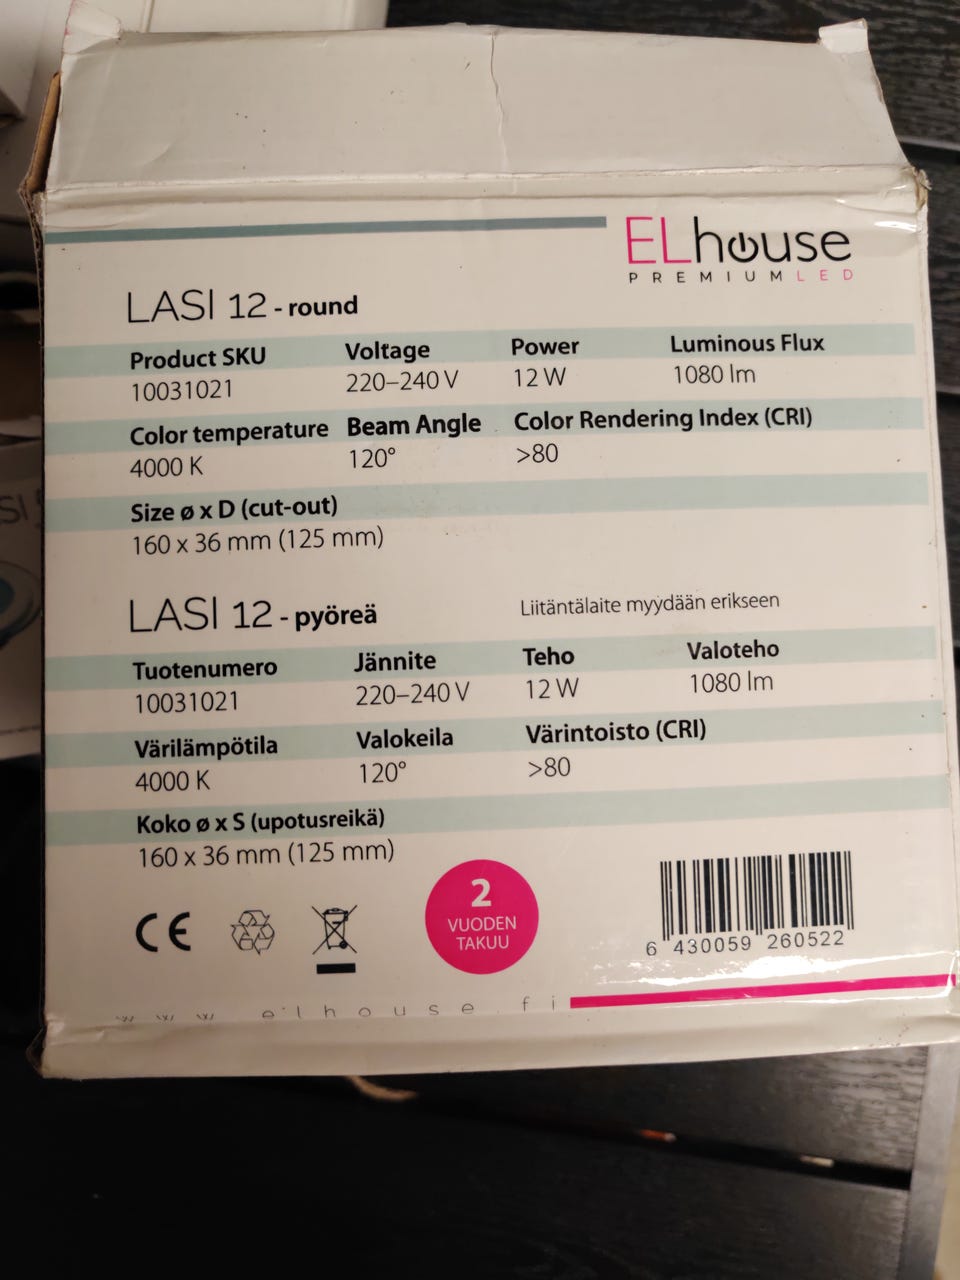 ELhouse
PREMIUMLED
LASI 12 - round
Product SKU Voltage Power Luminous Flux
10031021 220–240 V 12 W 1080 lm
Color temperature Beam Angle Color Rendering Index (CRI)
4000 K 120° >80
Size ø x D (cut-out)
160 x 36 mm (125 mm)
LASI 12 - pyöreä Liitäntälaite myydään erikseen
Tuotenumero Jännite Teho Valoteho
10031021 220–240 V 12 W 1080 lm
Värilämpötila Valokeila Värintoisto (CRI)
4000 K 120° >80
Koko ø x S (upotusreikä)
160 x 36 mm (125 mm)
CE
2
VUODEN
TAKUU
6 430059 260522
www.elhouse.fi
SI